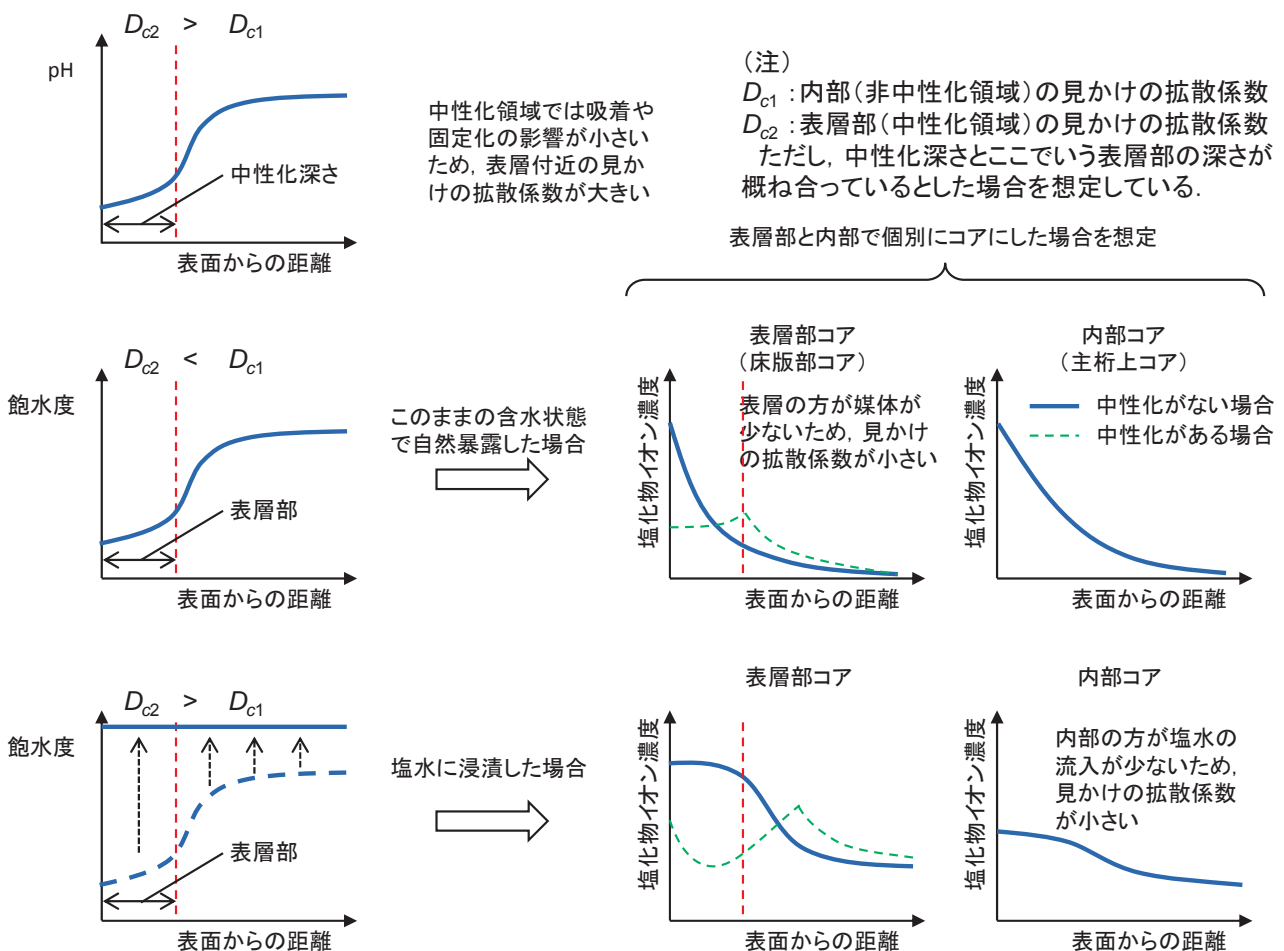 D_{c2} > D_{c1}
pH
中性化深さ
表面からの距離
中性化領域では吸着や
固定化の影響が小さい
ため，表層付近の見か
けの拡散係数が大きい
（注）
D_{c1}：内部（非中性化領域）の見かけの拡散係数
D_{c2}：表層部（中性化領域）の見かけの拡散係数
ただし，中性化深さとここでいう表層部の深さが
概ね合っているとした場合を想定している．
表層部と内部で個別にコアにした場合を想定
D_{c2} < D_{c1}
飽水度
表層部
表面からの距離
このままの含水状態
で自然暴露した場合
表層部コア
（床版部コア）
塩化物イオン濃度
表層の方が媒体が
少ないため，見かけ
の拡散係数が小さい
表面からの距離
内部コア
（主桁上コア）
塩化物イオン濃度
中性化がない場合
中性化がある場合
表面からの距離
D_{c2} > D_{c1}
飽水度
表層部
表面からの距離
塩水に浸漬した場合
表層部コア
塩化物イオン濃度
表面からの距離
内部コア
塩化物イオン濃度
内部の方が塩水の
流入が少ないため，
見かけの拡散係数
が小さい
表面からの距離